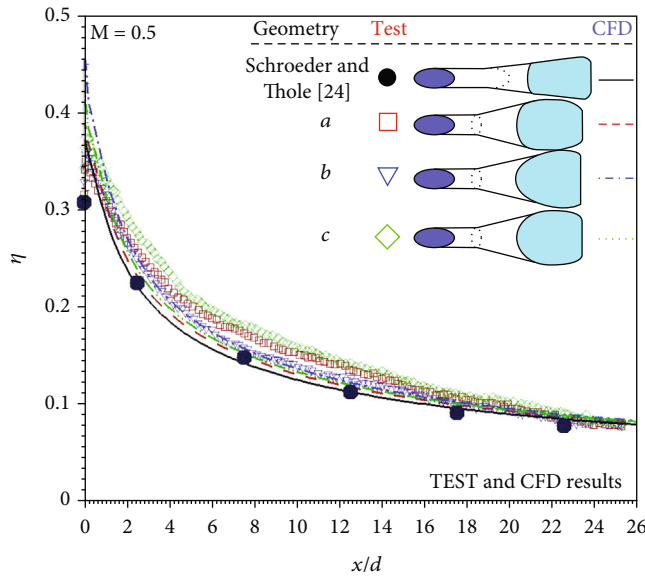 M = 0.5
Geometry Test CFD
Schroeder and
Thole [24]
a
b
c
TEST and CFD results
0.5
0.4
0.3
0.2
0.1
0
η
0 2 4 6 8 10 12 14 16 18 20 22 24 26
x/d